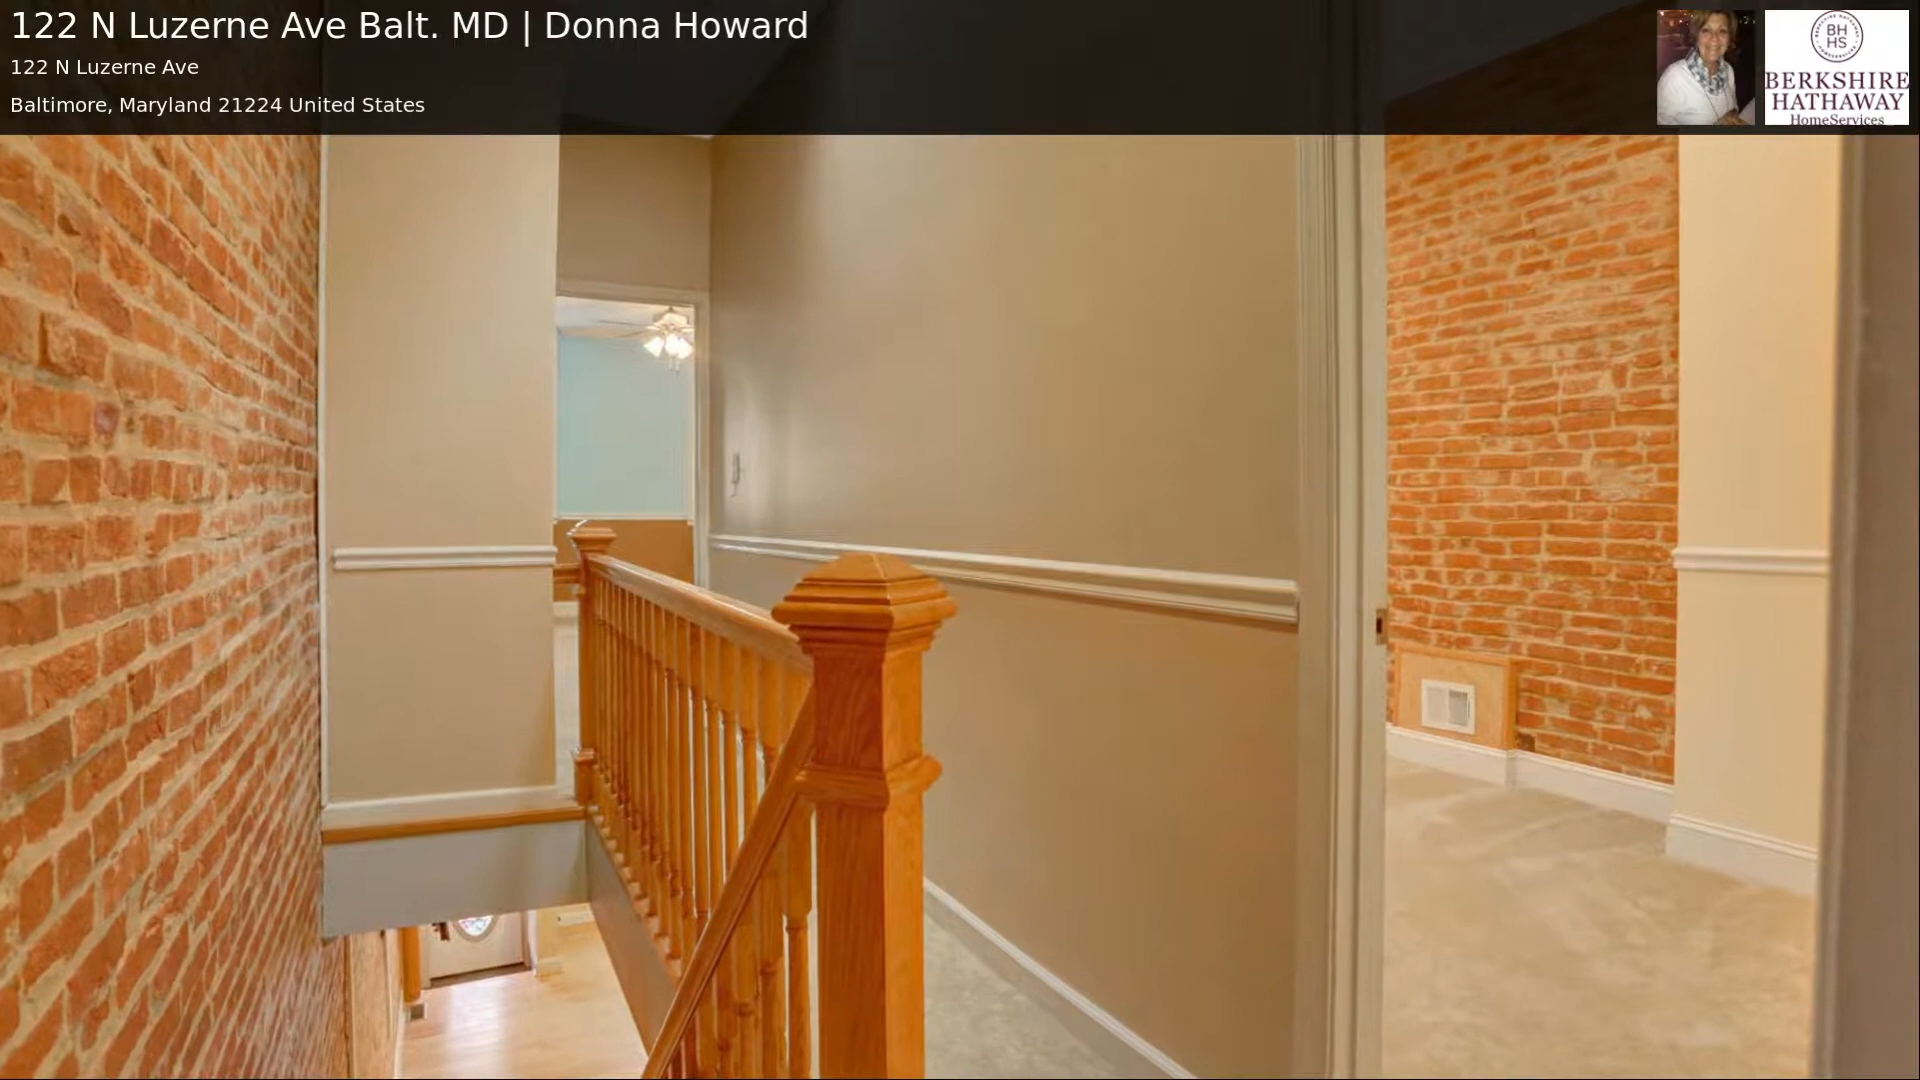 122 N Luzerne Ave Balt. MD | Donna Howard
122 N Luzerne Ave
Baltimore, Maryland 21224 United States
BH
HS
BERKSHIRE
HATHAWAY
HomeServices